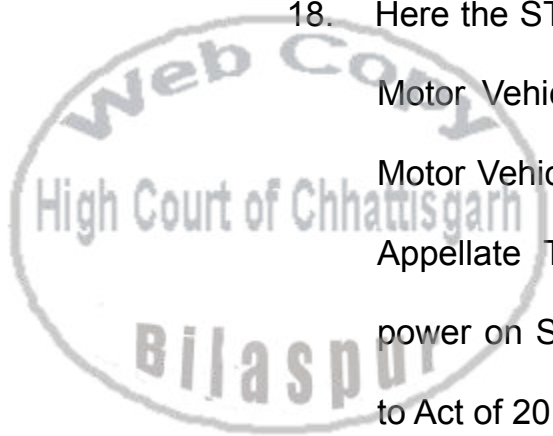 18. Here the ST
Motor Vehic
Motor Vehic
Appellate T
power on S
to Act of 20
Web Copy
High Court of Chhattisgarh
Bilaspur